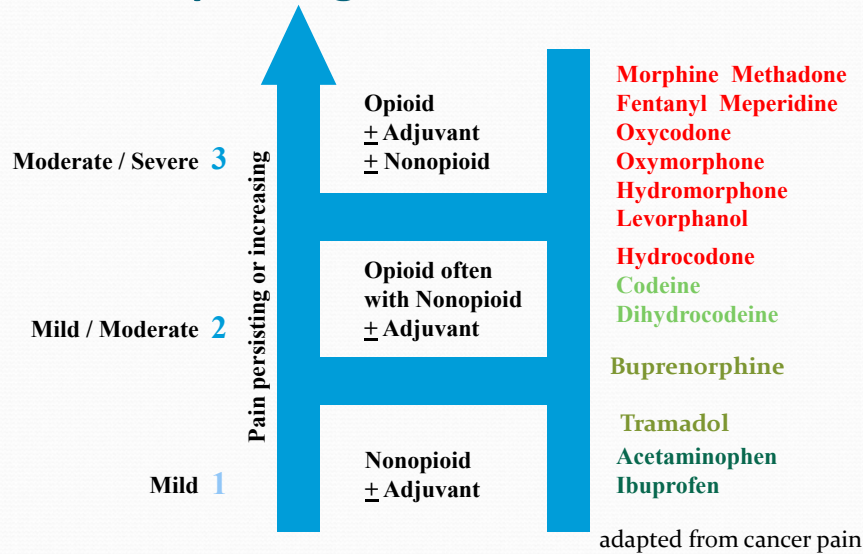 Moderate / Severe 3
Mild / Moderate 2
Mild 1
Pain persisting or increasing
Opioid
± Adjuvant
± Nonopioid
Opioid often
with Nonopioid
± Adjuvant
Nonopioid
± Adjuvant
Morphine Methadone
Fentanyl Meperidine
Oxycodone
Oxymorphone
Hydromorphone
Levorphanol
Hydrocodone
Codeine
Dihydrocodeine
Buprenorphine
Tramadol
Acetaminophen
Ibuprofen
adapted from cancer pain